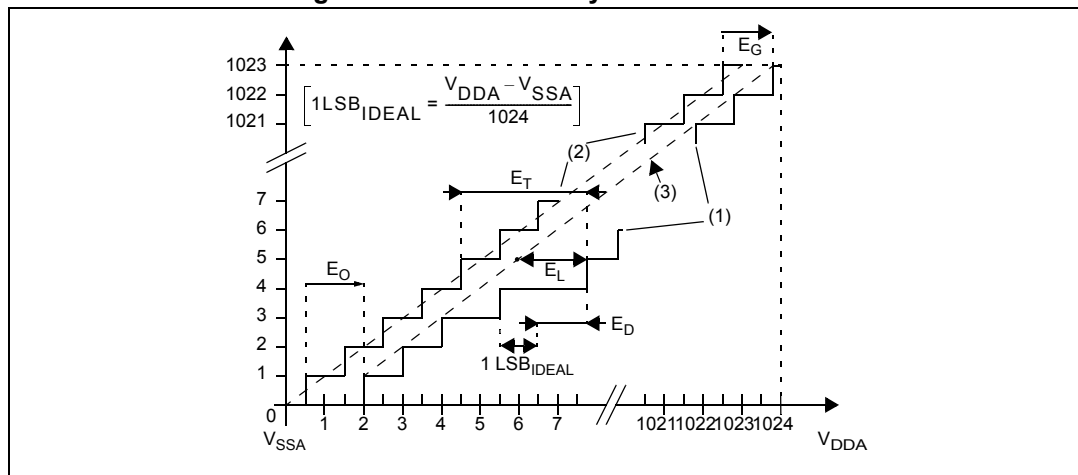 E_G
1023
1022
1021
[1LSB_IDEAL = (V_DDA − V_SSA) / 1024]
(2)
(3)
(1)
E_T
7
6
5
4
3
2
1
0
E_O
E_L
E_D
1 LSB_IDEAL
1 2 3 4 5 6 7 1021 1022 1023 1024
V_SSA
V_DDA